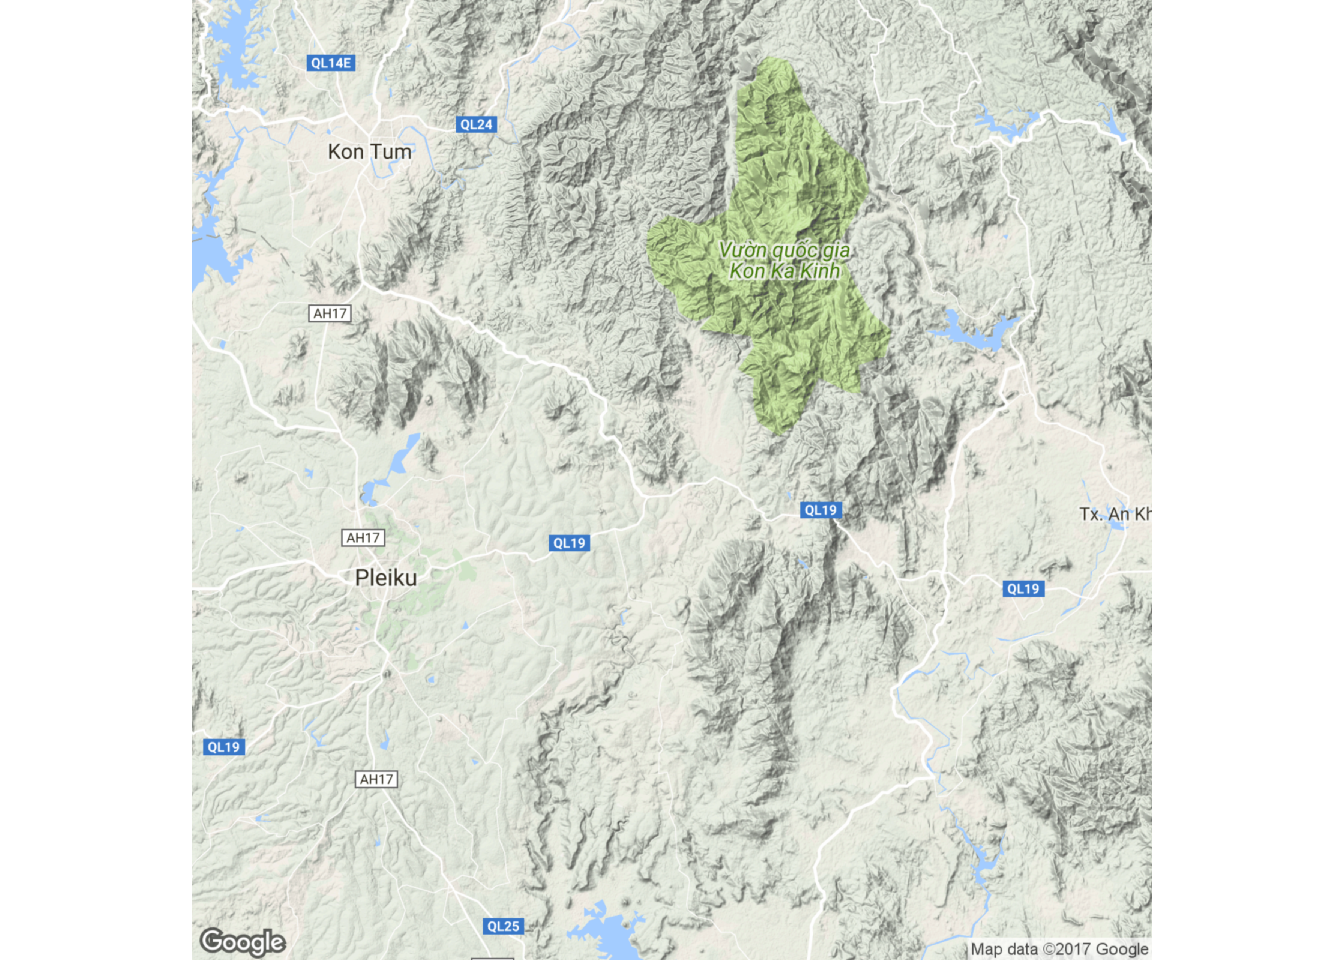 QL14E
QL24
Kon Tum
Vườn quốc gia
Kon Ka Kinh
AH17
QL19
Tx. An Kh
AH17
QL19
Pleiku
QL19
QL19
AH17
QL25
Google
Map data ©2017 Google